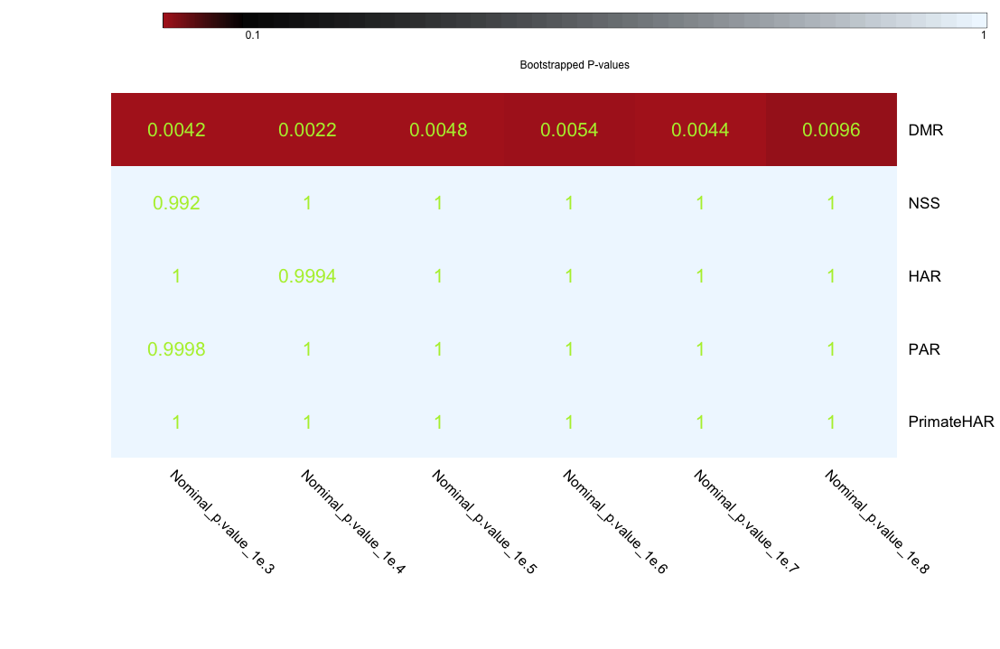 0.1 1
Bootstrapped P-values
0.0042 0.0022 0.0048 0.0054 0.0044 0.0096 DMR
0.992 1 1 1 1 1 NSS
1 0.9994 1 1 1 1 HAR
0.9998 1 1 1 1 1 PAR
1 1 1 1 1 1 PrimateHAR
Nominal_p.value_1e.3
Nominal_p.value_1e.4
Nominal_p.value_1e.5
Nominal_p.value_1e.6
Nominal_p.value_1e.7
Nominal_p.value_1e.8